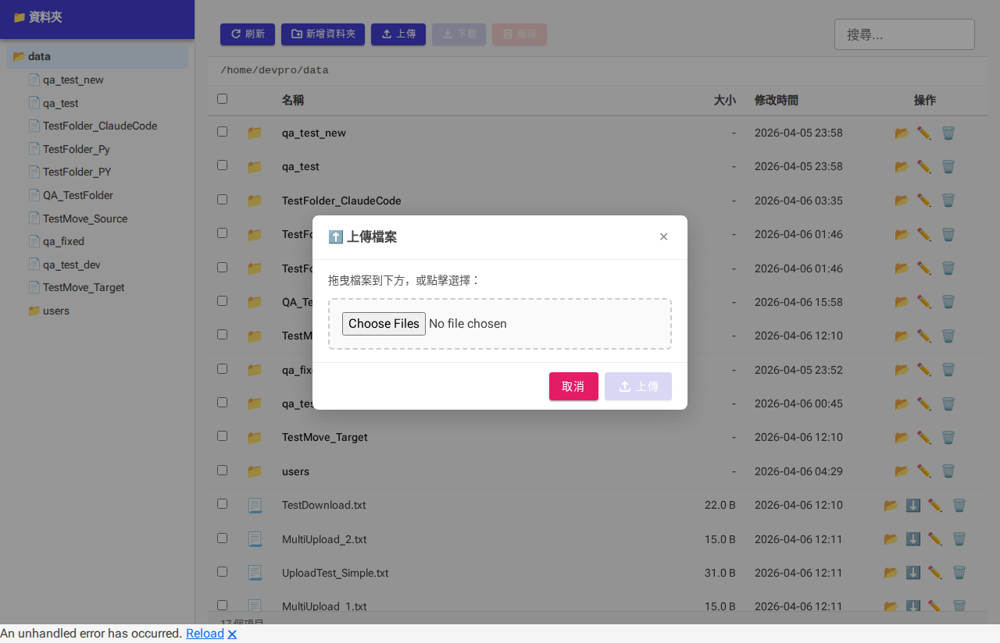 資料夾
data
qa_test_new
qa_test
TestFolder_ClaudeCode
TestFolder_Py
TestFolder_PY
QA_TestFolder
TestMove_Source
qa_fixed
qa_test_dev
TestMove_Target
users
刷新 新增資料夾 上傳 下載 刪除 搜尋...
/home/devpro/data
名稱 大小 修改時間 操作
qa_test_new - 2026-04-05 23:58
qa_test - 2026-04-05 23:58
TestFolder_ClaudeCode - 2026-04-06 03:35
TestFo - 2026-04-06 01:46
TestFo - 2026-04-06 01:46
QA_Te - 2026-04-06 15:58
TestM - 2026-04-06 12:10
qa_fix - 2026-04-05 23:52
qa_tes - 2026-04-06 00:45
TestMove_Target - 2026-04-06 12:10
users - 2026-04-06 04:29
TestDownload.txt 22.0 B 2026-04-06 12:10
MultiUpload_2.txt 15.0 B 2026-04-06 12:11
UploadTest_Simple.txt 31.0 B 2026-04-06 12:11
MultiUpload_1.txt 15.0 B 2026-04-06 12:11
17 個項目
上傳檔案 ×
拖曳檔案到下方，或點擊選擇：
Choose Files No file chosen
取消 上傳
An unhandled error has occurred. Reload X